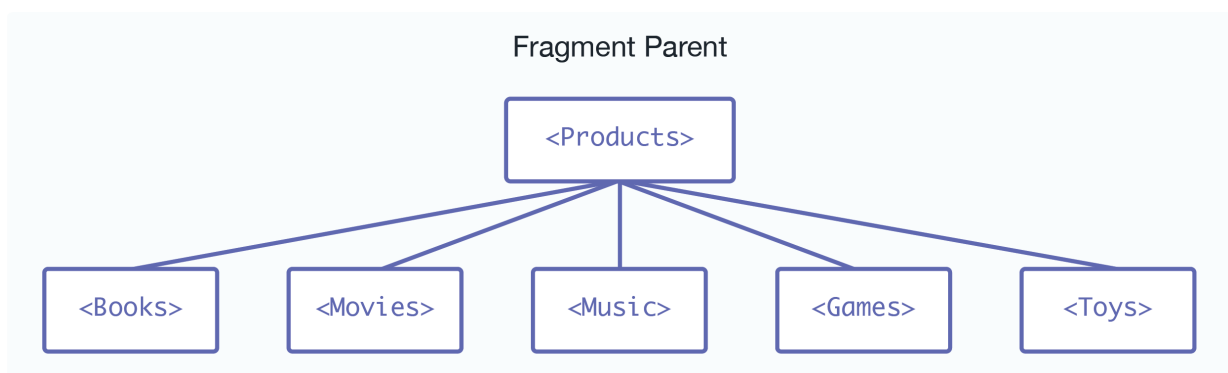 Fragment Parent
<Products>
<Books> <Movies> <Music> <Games> <Toys>